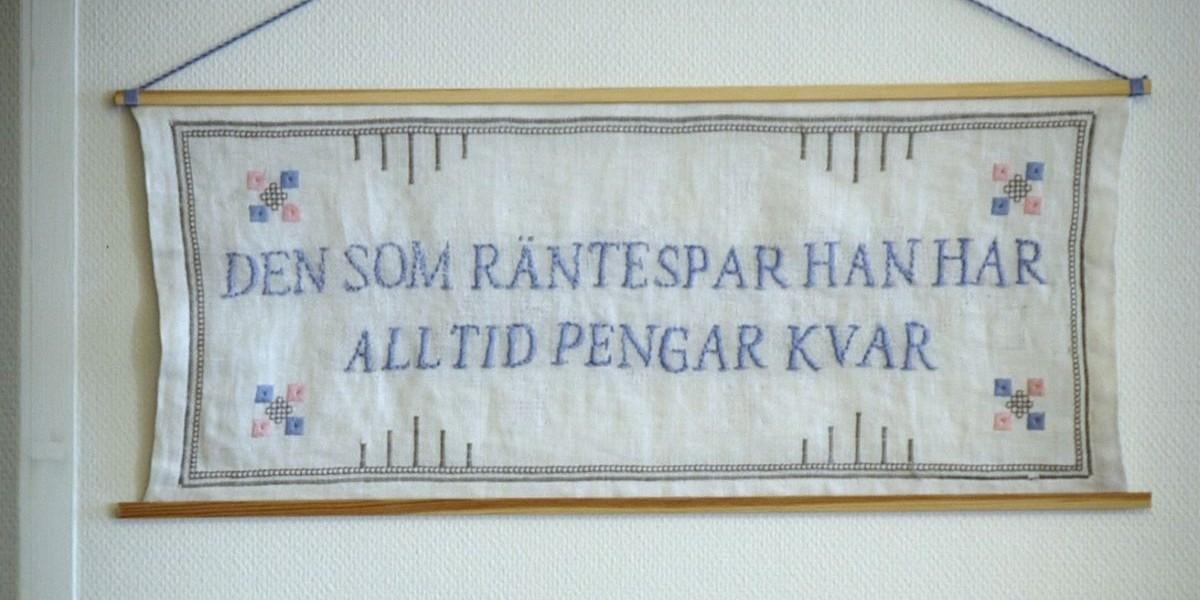 DEN SOM RÄNTESPAR HAN HAR
ALLTID PENGAR KVAR